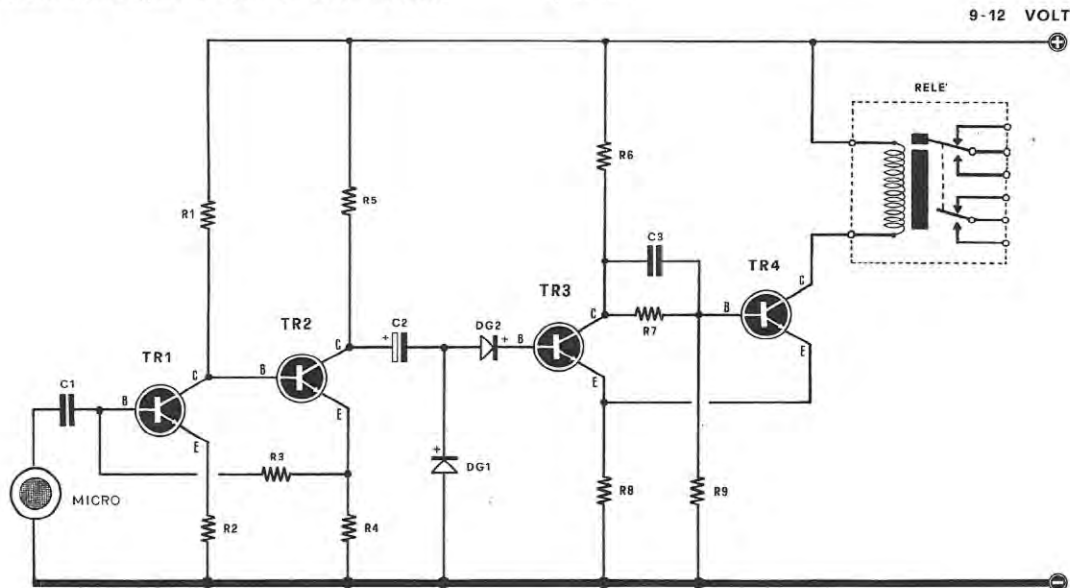 9-12 VOLT
+
RELE'
R1
R5
R6
C3
TR4
C
TR3
C
R7
B
E
TR2
C
C2
+
DG2
+
B
E
TR1
C
B
E
C1
B
E
R3
+
DG1
MICRO
R2
R4
R8
R9
-